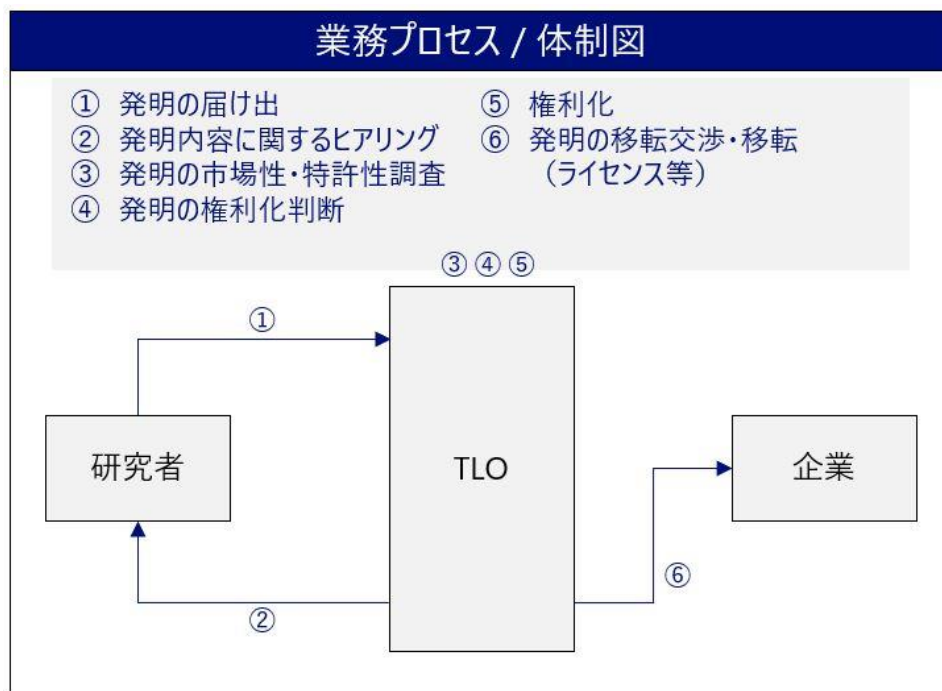 業務プロセス / 体制図
① 発明の届け出
② 発明内容に関するヒアリング
③ 発明の市場性・特許性調査
④ 発明の権利化判断
⑤ 権利化
⑥ 発明の移転交渉・移転
（ライセンス等）
③ ④ ⑤
①
研究者
TLO
企業
⑥
②